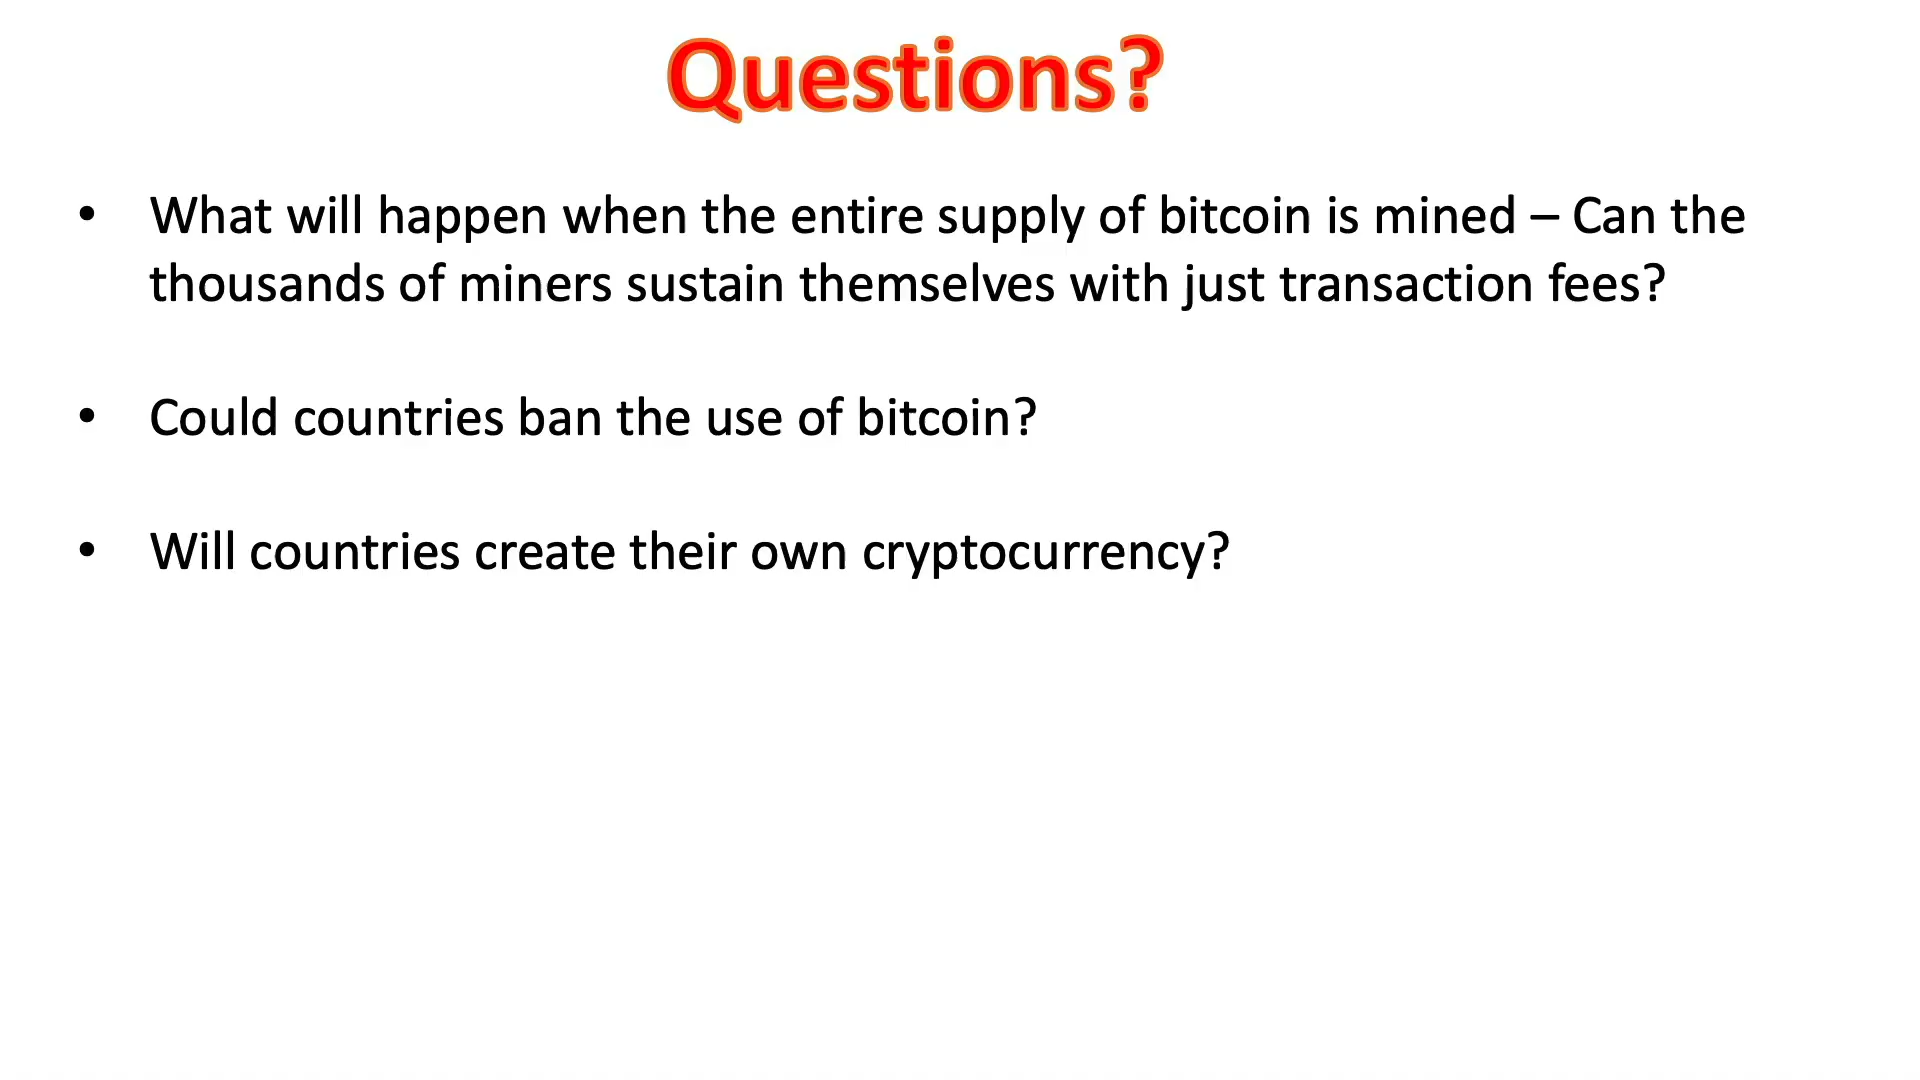 Questions?
• What will happen when the entire supply of bitcoin is mined – Can the
thousands of miners sustain themselves with just transaction fees?
• Could countries ban the use of bitcoin?
• Will countries create their own cryptocurrency?